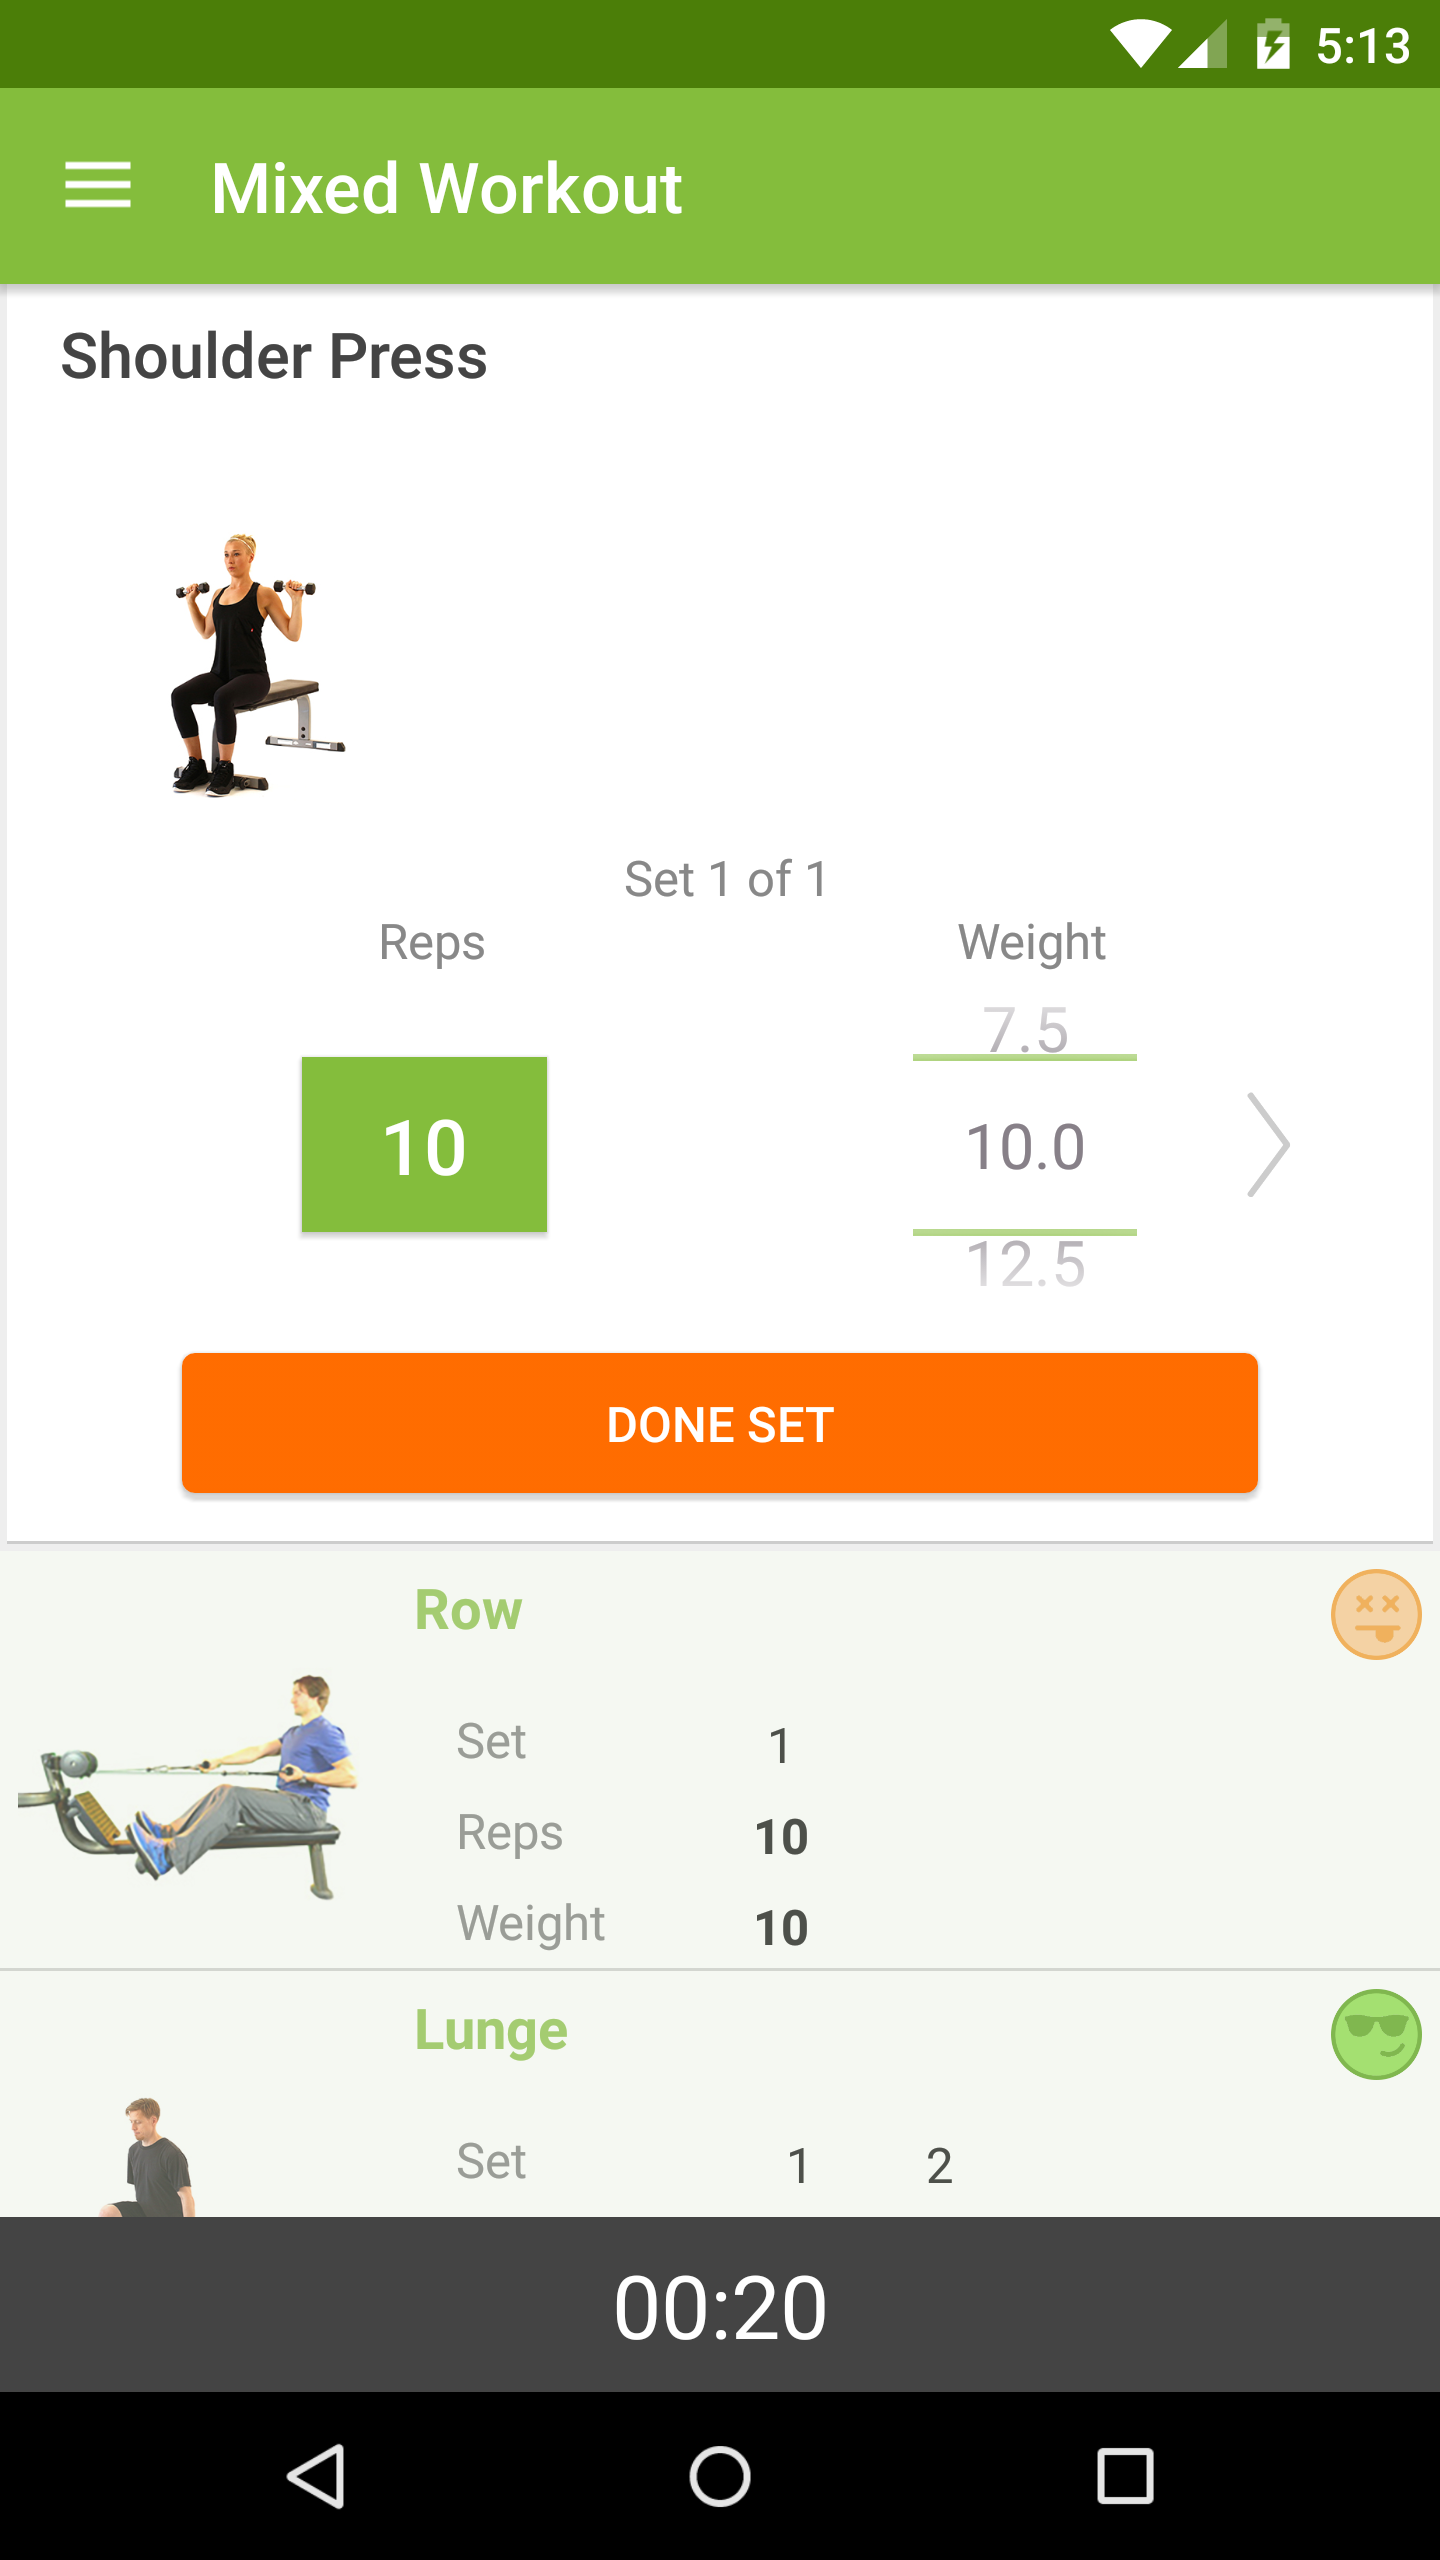 5:13
Mixed Workout
Shoulder Press
Set 1 of 1
Reps
Weight
7.5
10
10.0
12.5
DONE SET
Row
Set 1
Reps 10
Weight 10
Lunge
Set 1 2
00:20